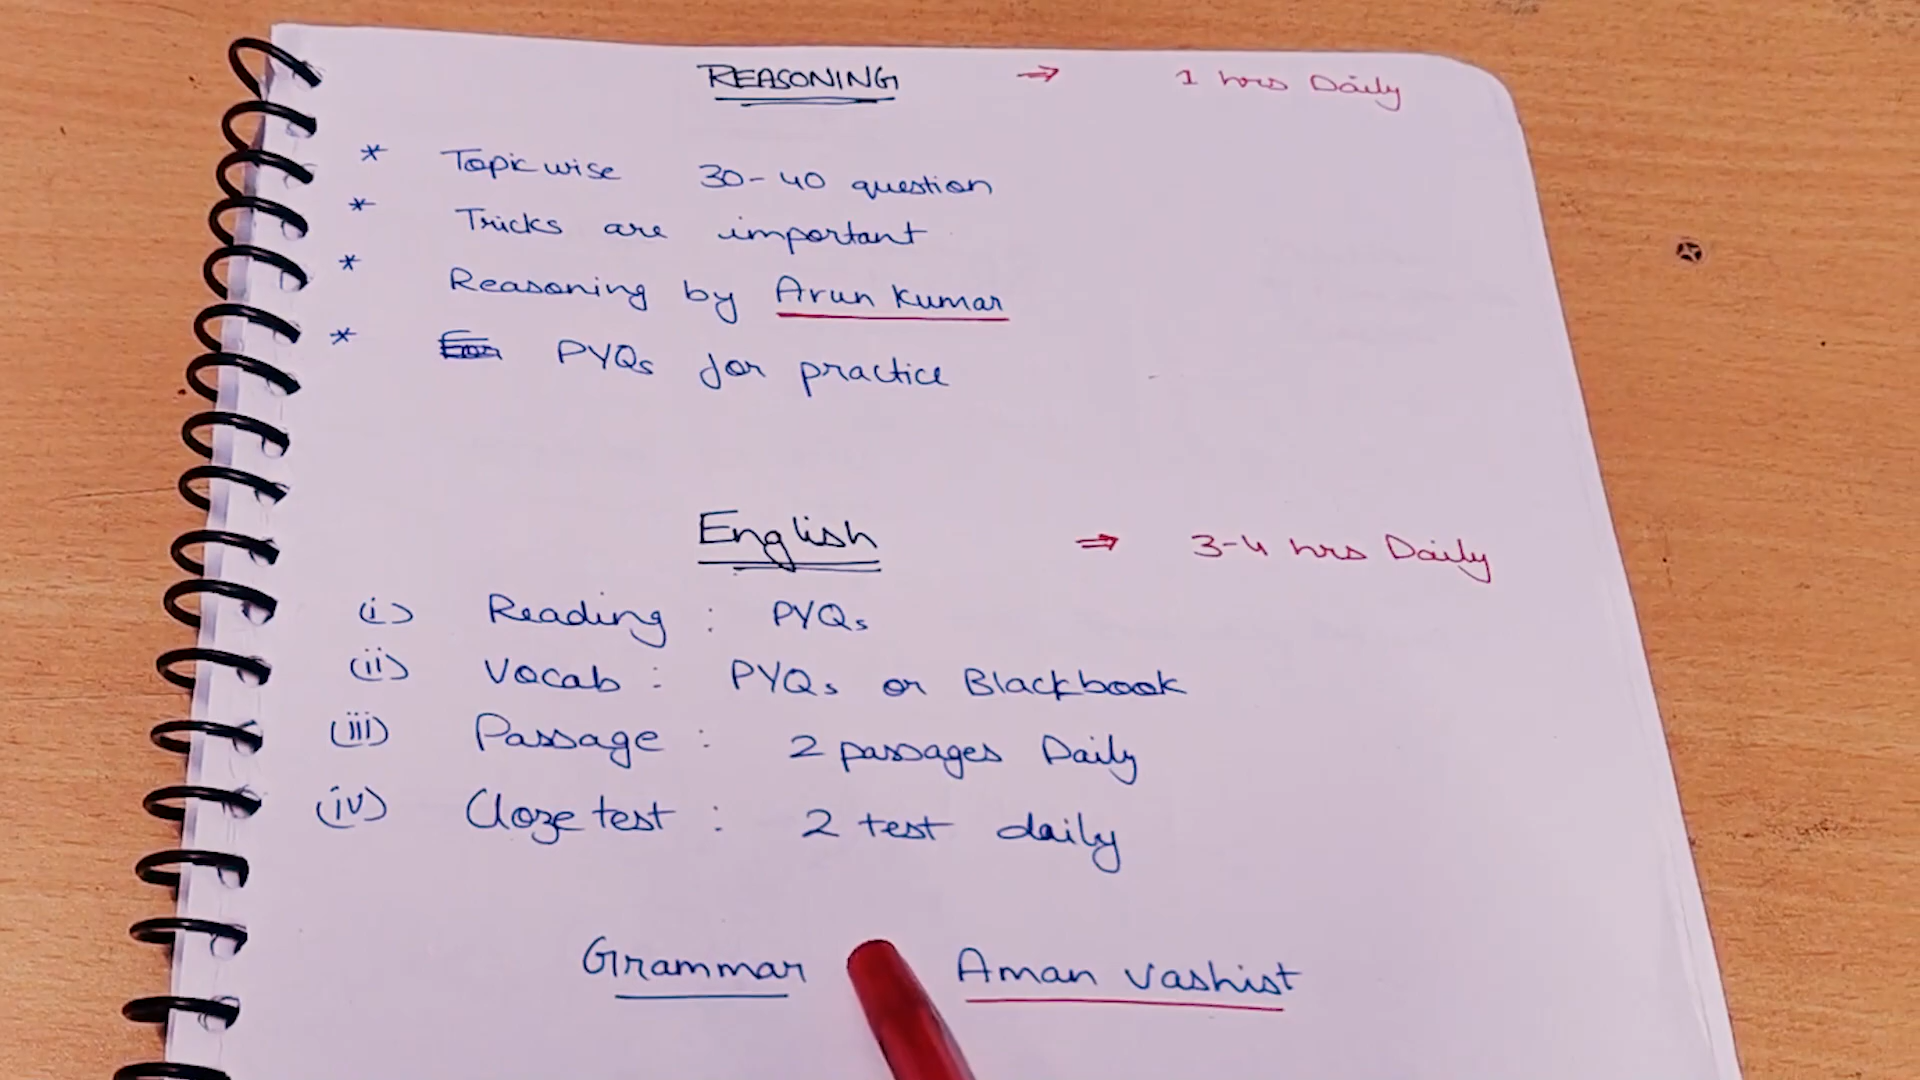 REASONING ⇒ 1 hrs Daily
* Topic wise 30-40 question
* Tricks are important
* Reasoning by Arun Kumar
* PYQs for practice
English ⇒ 3-4 hrs Daily
(i) Reading : PYQs
(ii) Vocab : PYQs or Blackbook
(iii) Passage : 2 passages Daily
(iv) Cloze test : 2 test daily
Grammar Aman Vashist